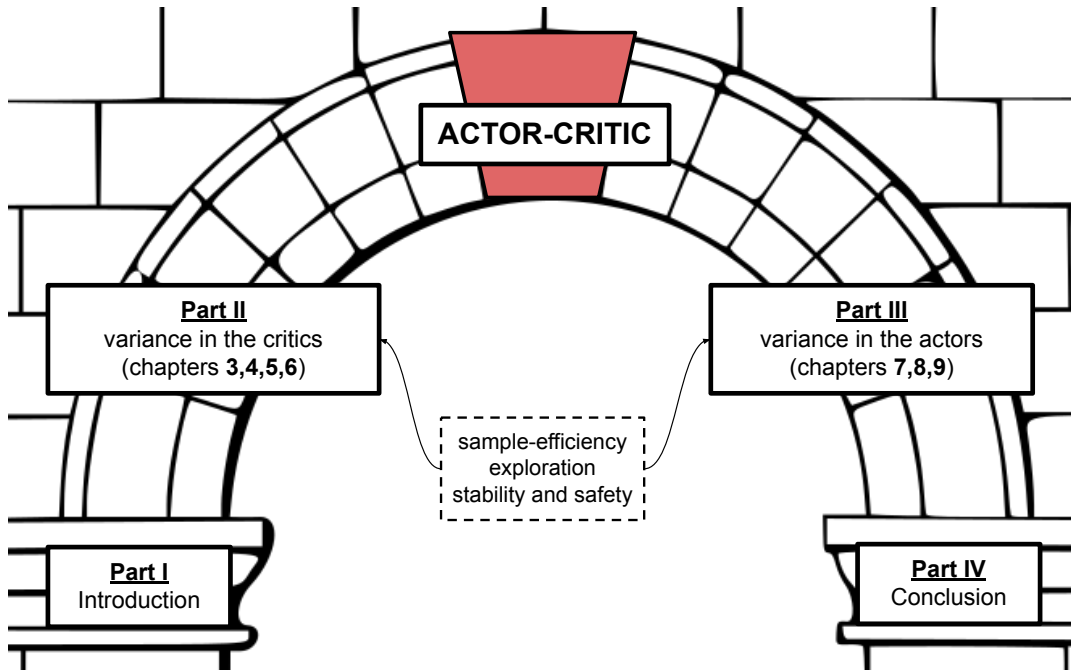 ACTOR-CRITIC
Part II
variance in the critics
(chapters 3,4,5,6)
Part III
variance in the actors
(chapters 7,8,9)
sample-efficiency
exploration
stability and safety
Part I
Introduction
Part IV
Conclusion